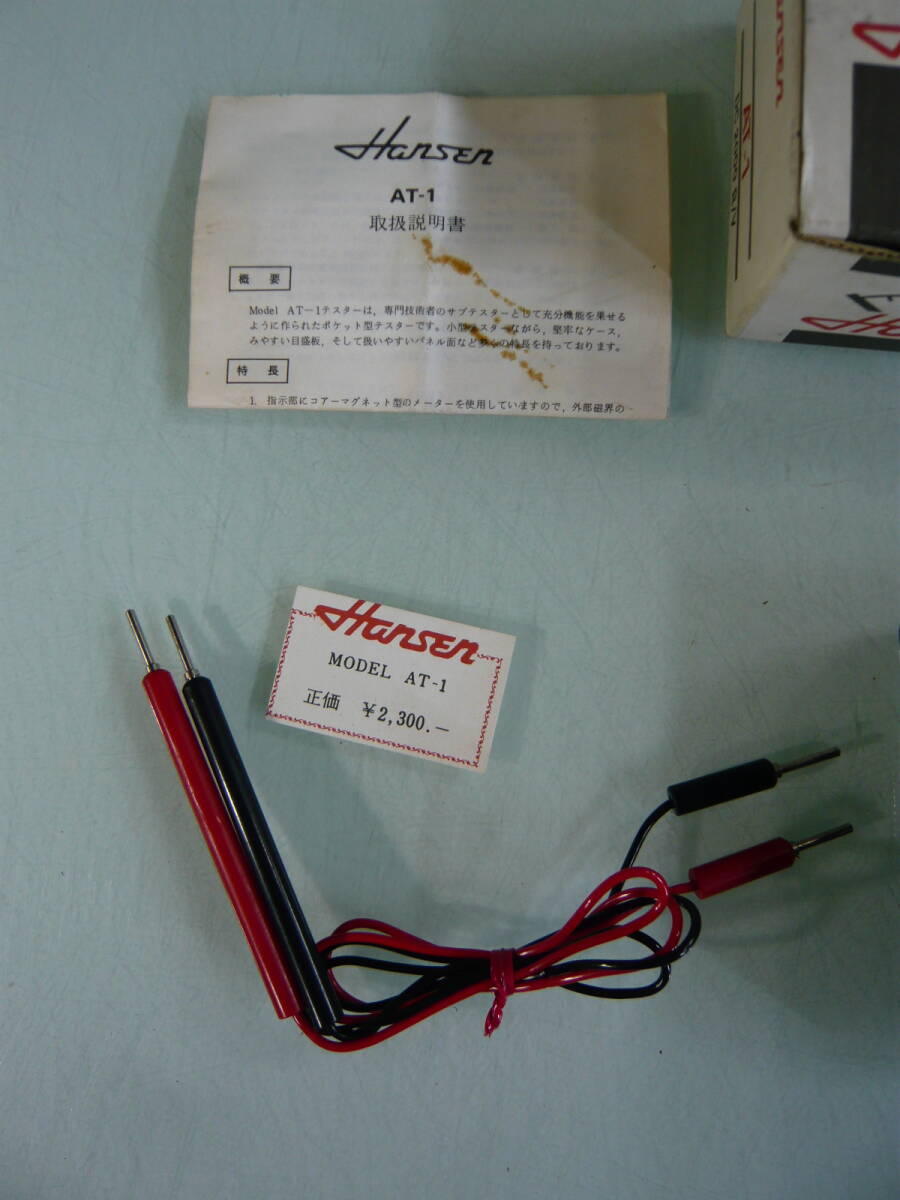 Hansen
AT-1
取扱説明書
概要
Model AT－1テスターは，専門技術者のサブテスターとして充分機能を果せる
ように作られたポケット型テスターです。小型テスターながら，堅牢なケース，
みやすい目盛板，そして扱いやすいパネル面など多くの特長を持っております。
特長
1．指示部にコアーマグネット型のメーターを使用していますので，外部磁界の
Hansen
AT-1
DC 2000 Ω/V
Hansen
MODEL AT-1
正価 ￥2,300.—